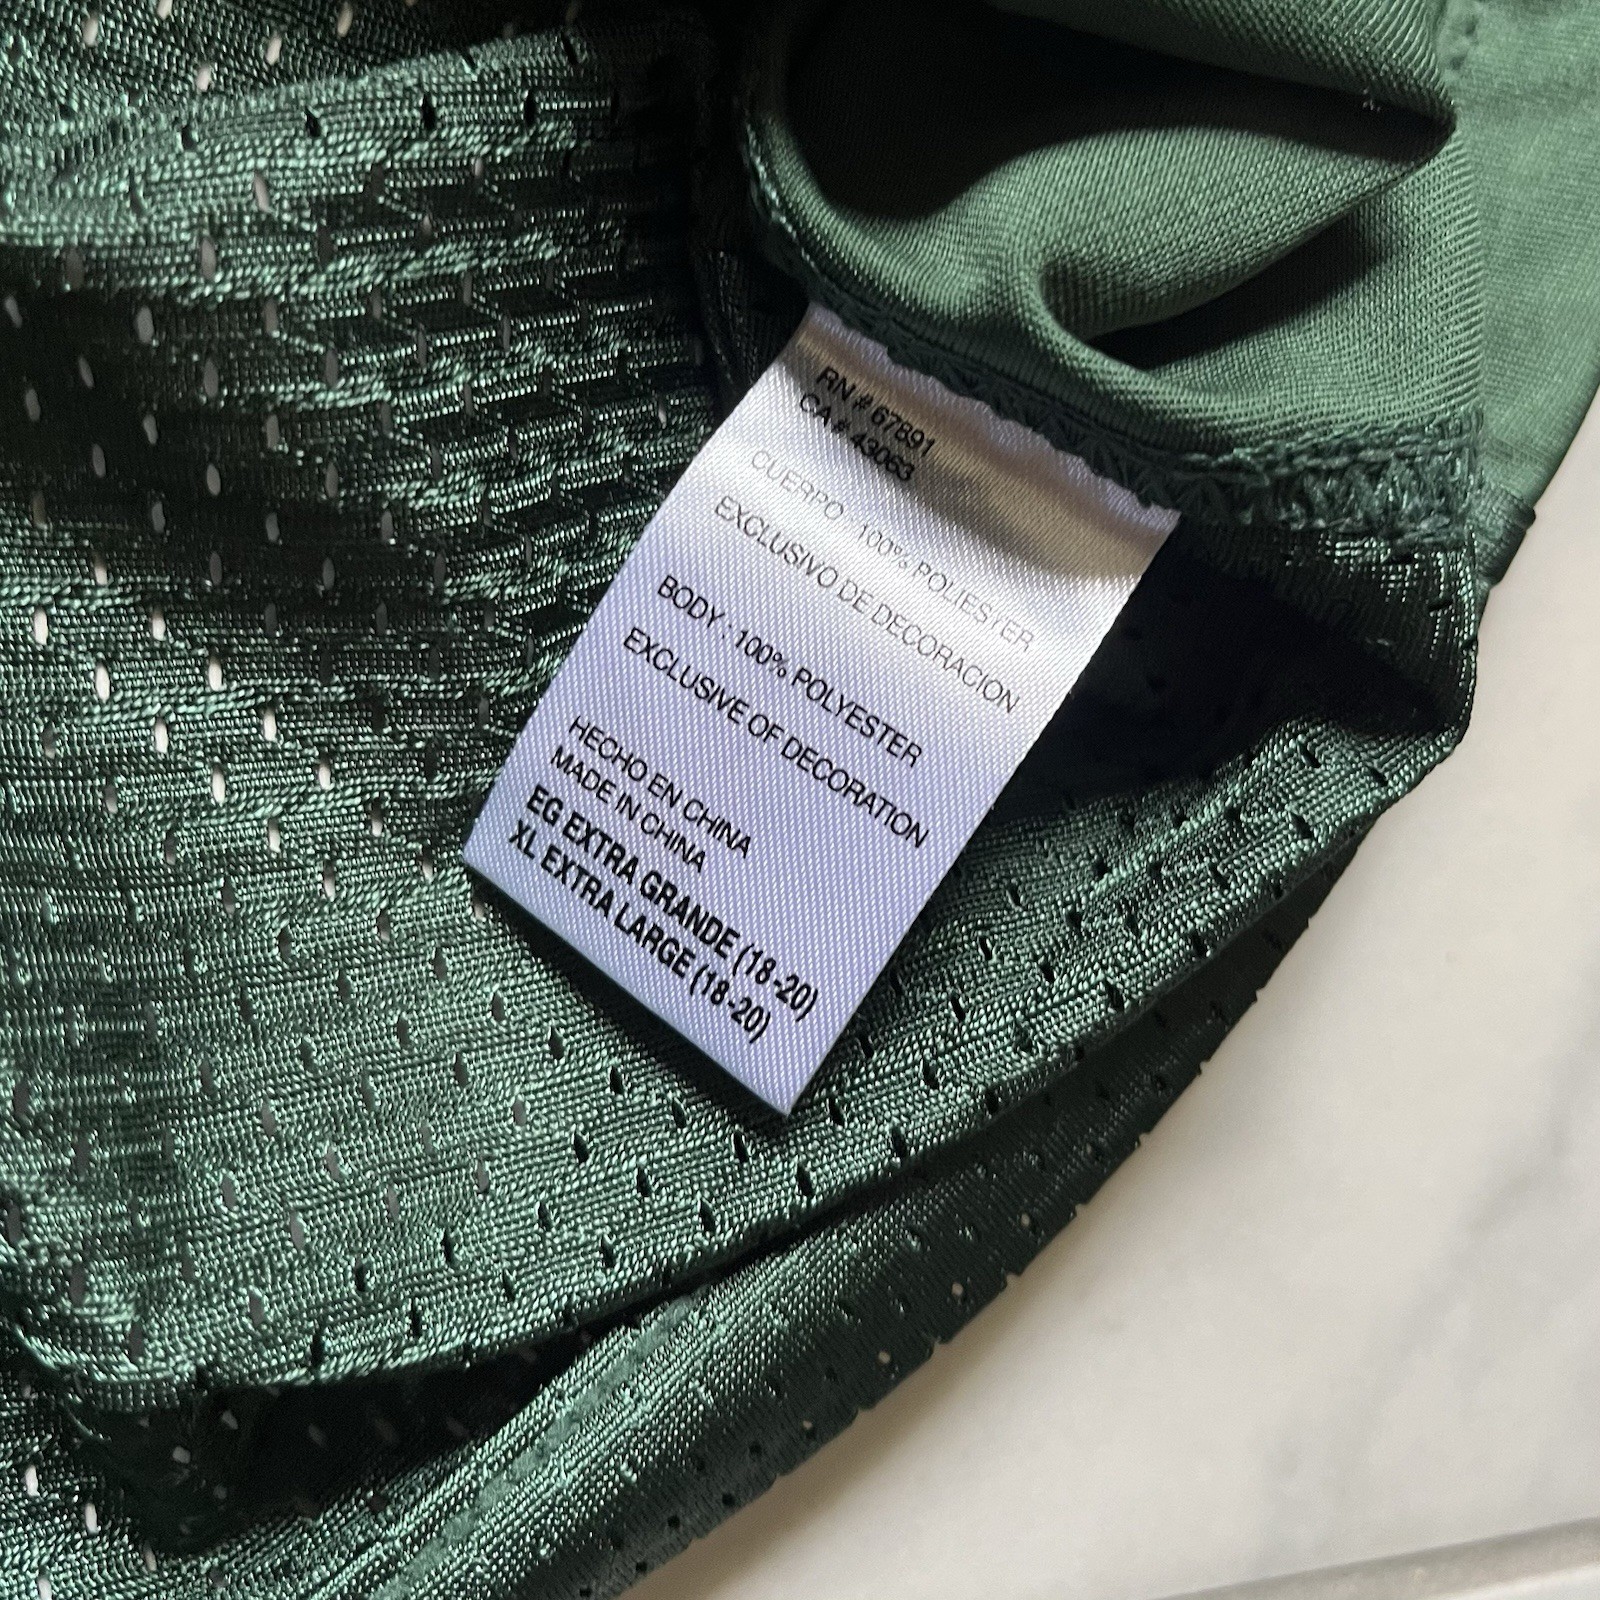 RN # 67891
CA # 43063
CUERPO : 100% POLIESTER
EXCLUSIVO DE DECORACION
BODY : 100% POLYESTER
EXCLUSIVE OF DECORATION
HECHO EN CHINA
MADE IN CHINA
EG EXTRA GRANDE (18-20)
XL EXTRA LARGE (18-20)